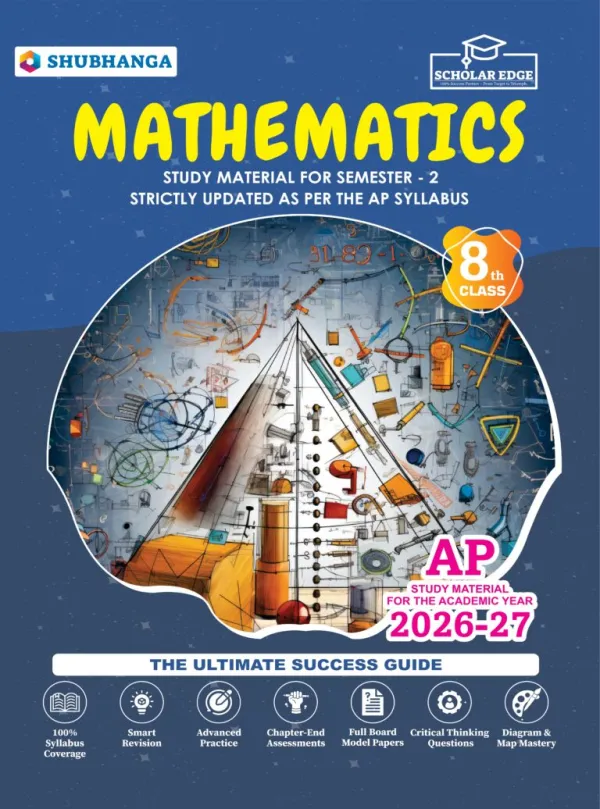 SHUBHANGA
SCHOLAR EDGE
MATHEMATICS
STUDY MATERIAL FOR SEMESTER - 2
STRICTLY UPDATED AS PER THE AP SYLLABUS
8th
CLASS
AP
STUDY MATERIAL
FOR THE ACADEMIC YEAR
2026-27
THE ULTIMATE SUCCESS GUIDE
100%
Syllabus
Coverage
Smart
Revision
Advanced
Practice
Chapter-End
Assessments
Full Board
Model Papers
Critical Thinking
Questions
Diagram &
Map Mastery